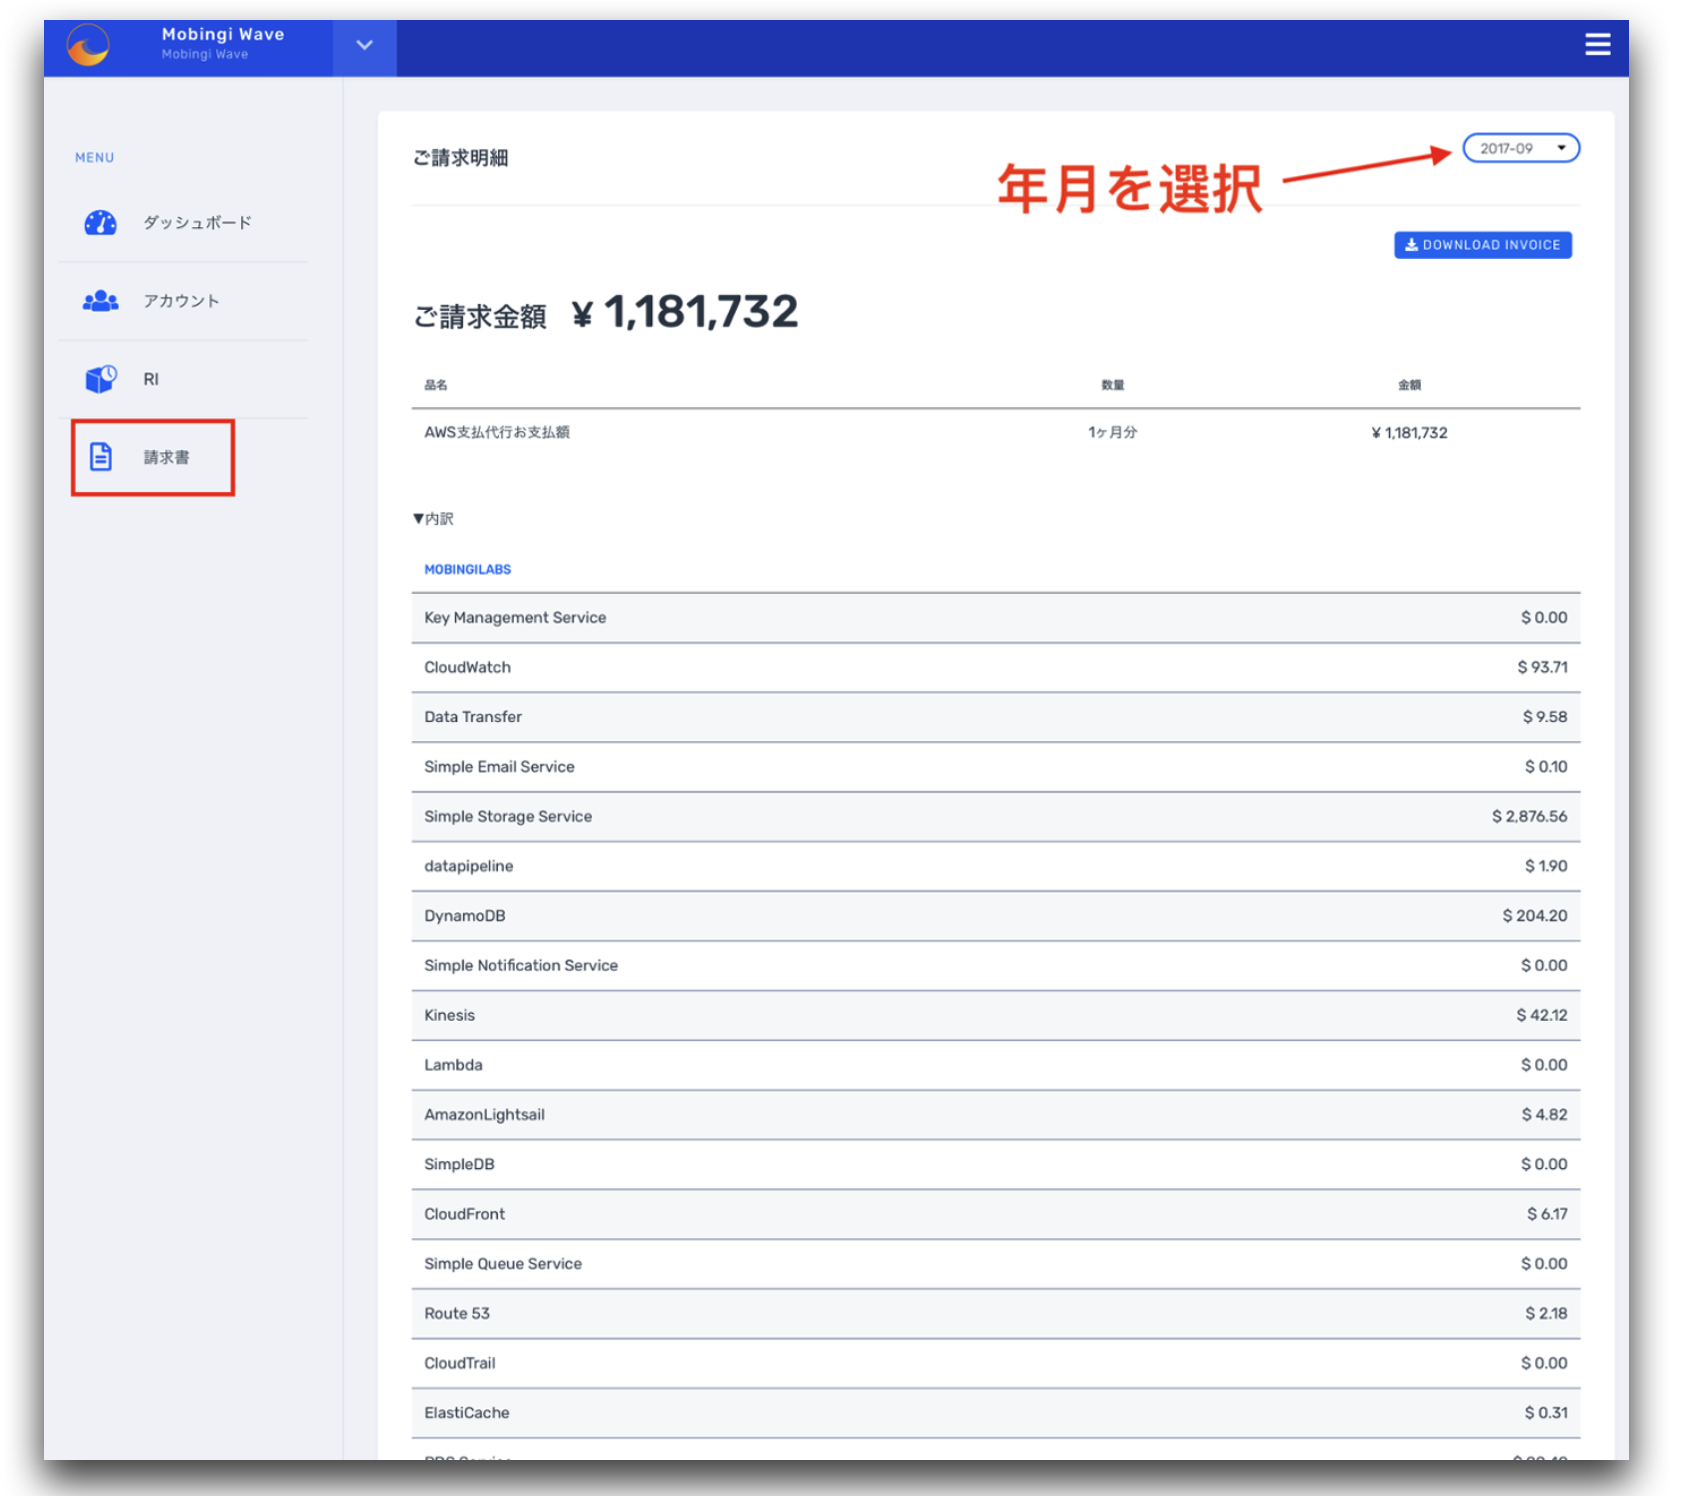 Mobingi Wave
Mobingi Wave
MENU
ダッシュボード
アカウント
RI
請求書
ご請求明細
年月を選択
2017-09
DOWNLOAD INVOICE
ご請求金額 ¥ 1,181,732
品名 数量 金額
AWS支払代行お支払額 1ヶ月分 ¥ 1,181,732
▼内訳
MOBINGILABS
Key Management Service $ 0.00
CloudWatch $ 93.71
Data Transfer $ 9.58
Simple Email Service $ 0.10
Simple Storage Service $ 2,876.56
datapipeline $ 1.90
DynamoDB $ 204.20
Simple Notification Service $ 0.00
Kinesis $ 42.12
Lambda $ 0.00
AmazonLightsail $ 4.82
SimpleDB $ 0.00
CloudFront $ 6.17
Simple Queue Service $ 0.00
Route 53 $ 2.18
CloudTrail $ 0.00
ElastiCache $ 0.31